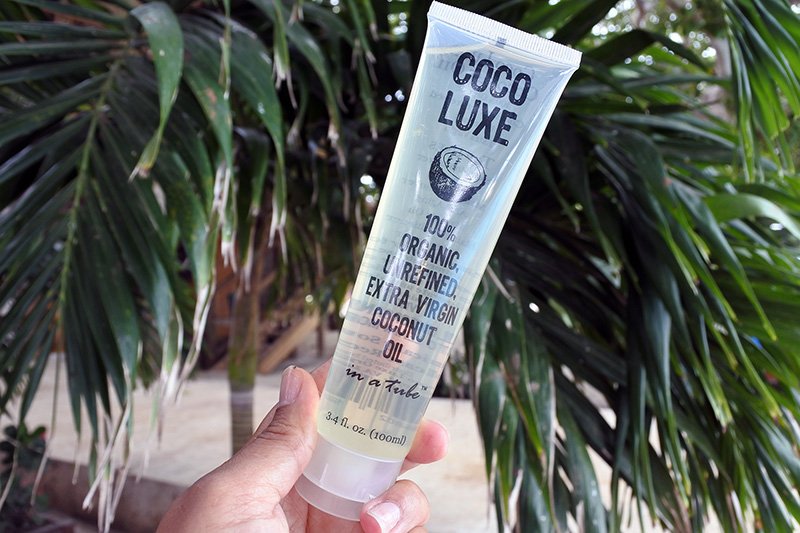 COCO
LUXE
100%
ORGANIC,
UNREFINED,
EXTRA VIRGIN
COCONUT
OIL
in a tube™
3.4 fl. oz. (100ml)